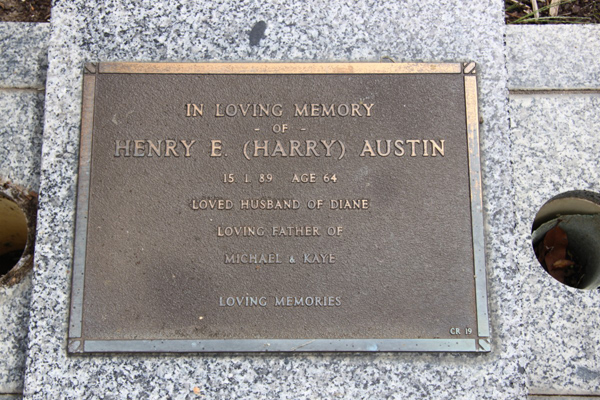 IN LOVING MEMORY
- OF -
HENRY E. (HARRY) AUSTIN
15. 1. 89 AGE 64
LOVED HUSBAND OF DIANE
LOVING FATHER OF
MICHAEL & KAYE
LOVING MEMORIES
CR 19